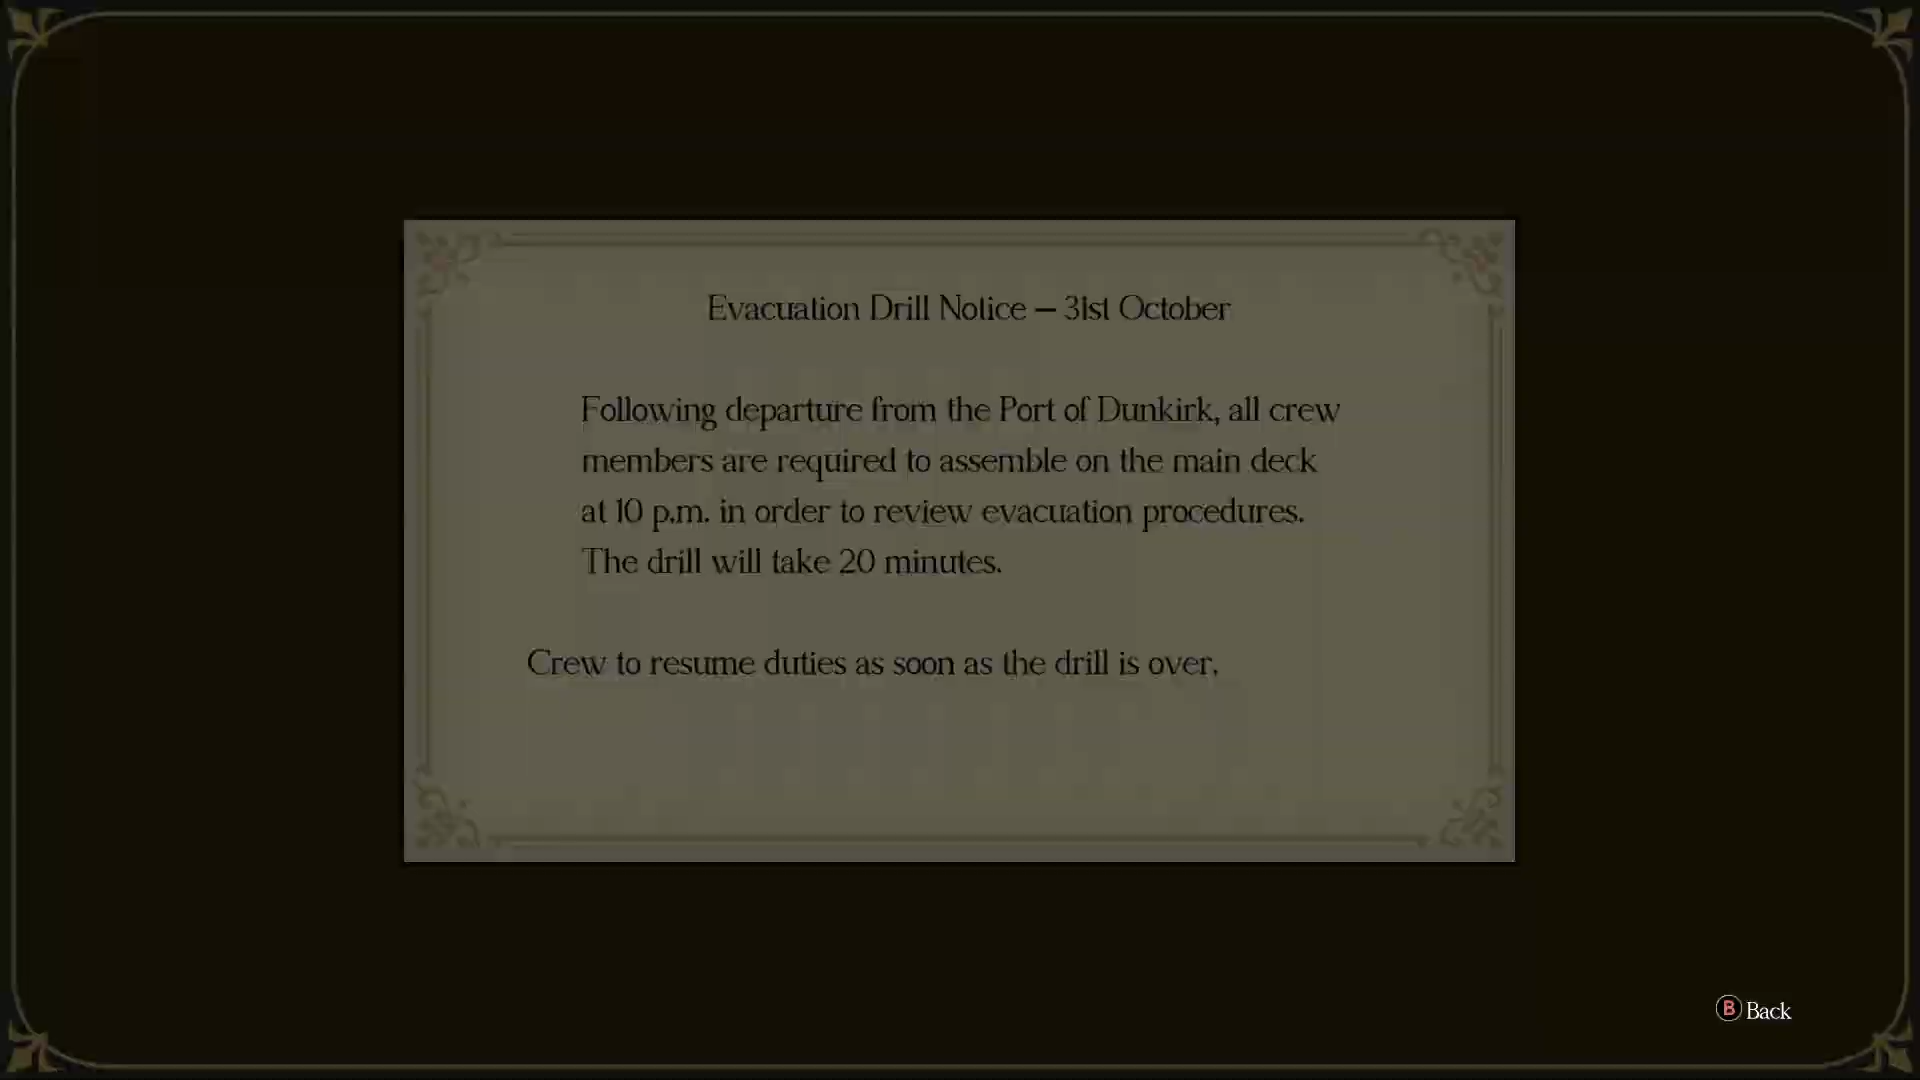 Evacuation Drill Notice – 31st October
Following departure from the Port of Dunkirk, all crew
members are required to assemble on the main deck
at 10 p.m. in order to review evacuation procedures.
The drill will take 20 minutes.
Crew to resume duties as soon as the drill is over.
B Back